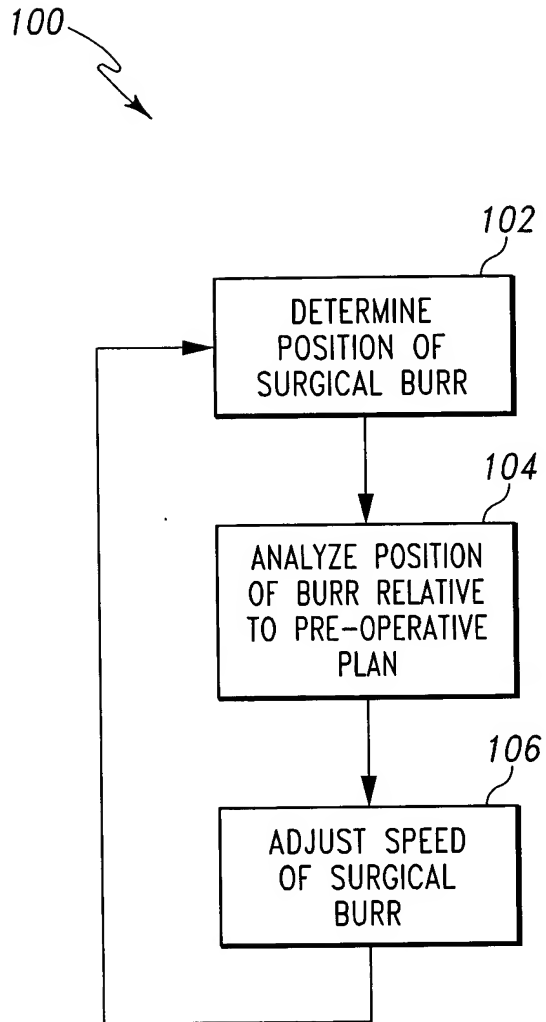 100
102
DETERMINE
POSITION OF
SURGICAL BURR
104
ANALYZE POSITION
OF BURR RELATIVE
TO PRE-OPERATIVE
PLAN
106
ADJUST SPEED
OF SURGICAL
BURR